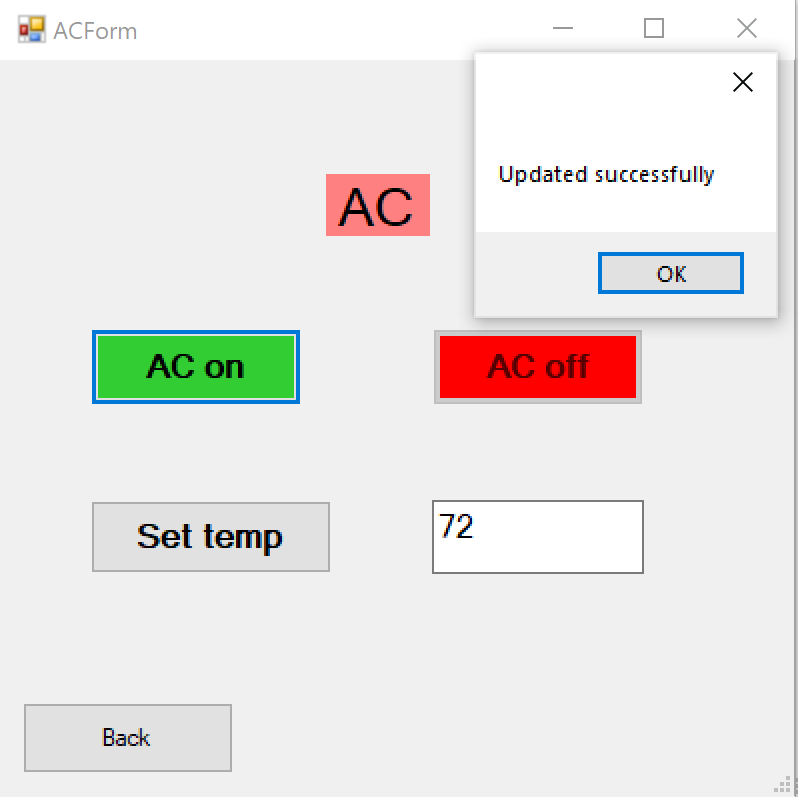 ACForm
Updated successfully
OK
AC
AC on
AC off
Set temp
72
Back